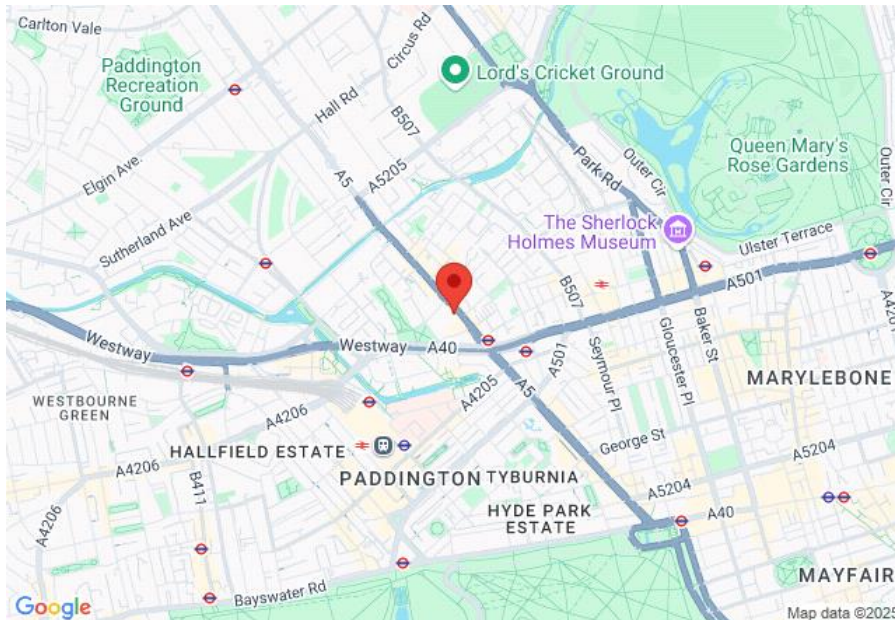 Carlton Vale
Circus Rd
Paddington
Recreation
Ground
Lord's Cricket Ground
Hall Rd
B507
Elgin Ave
A5
A5205
Park Rd
Outer Cir
Queen Mary's
Rose Gardens
Outer Cir
Sutherland Ave
The Sherlock
Holmes Museum
Ulster Terrace
B507
A501
Westway
Westway
A40
A501
Seymour Pl
Gloucester Pl
Baker St
A4201
WESTBOURNE
GREEN
A4206
A4205
A5
MARYLEBONE
HALLFIELD ESTATE
George St
A4206
B411
PADDINGTON
TYBURNIA
A5204
A5204
A4206
HYDE PARK
ESTATE
A40
Bayswater Rd
MAYFAIR
Google
Map data ©2025